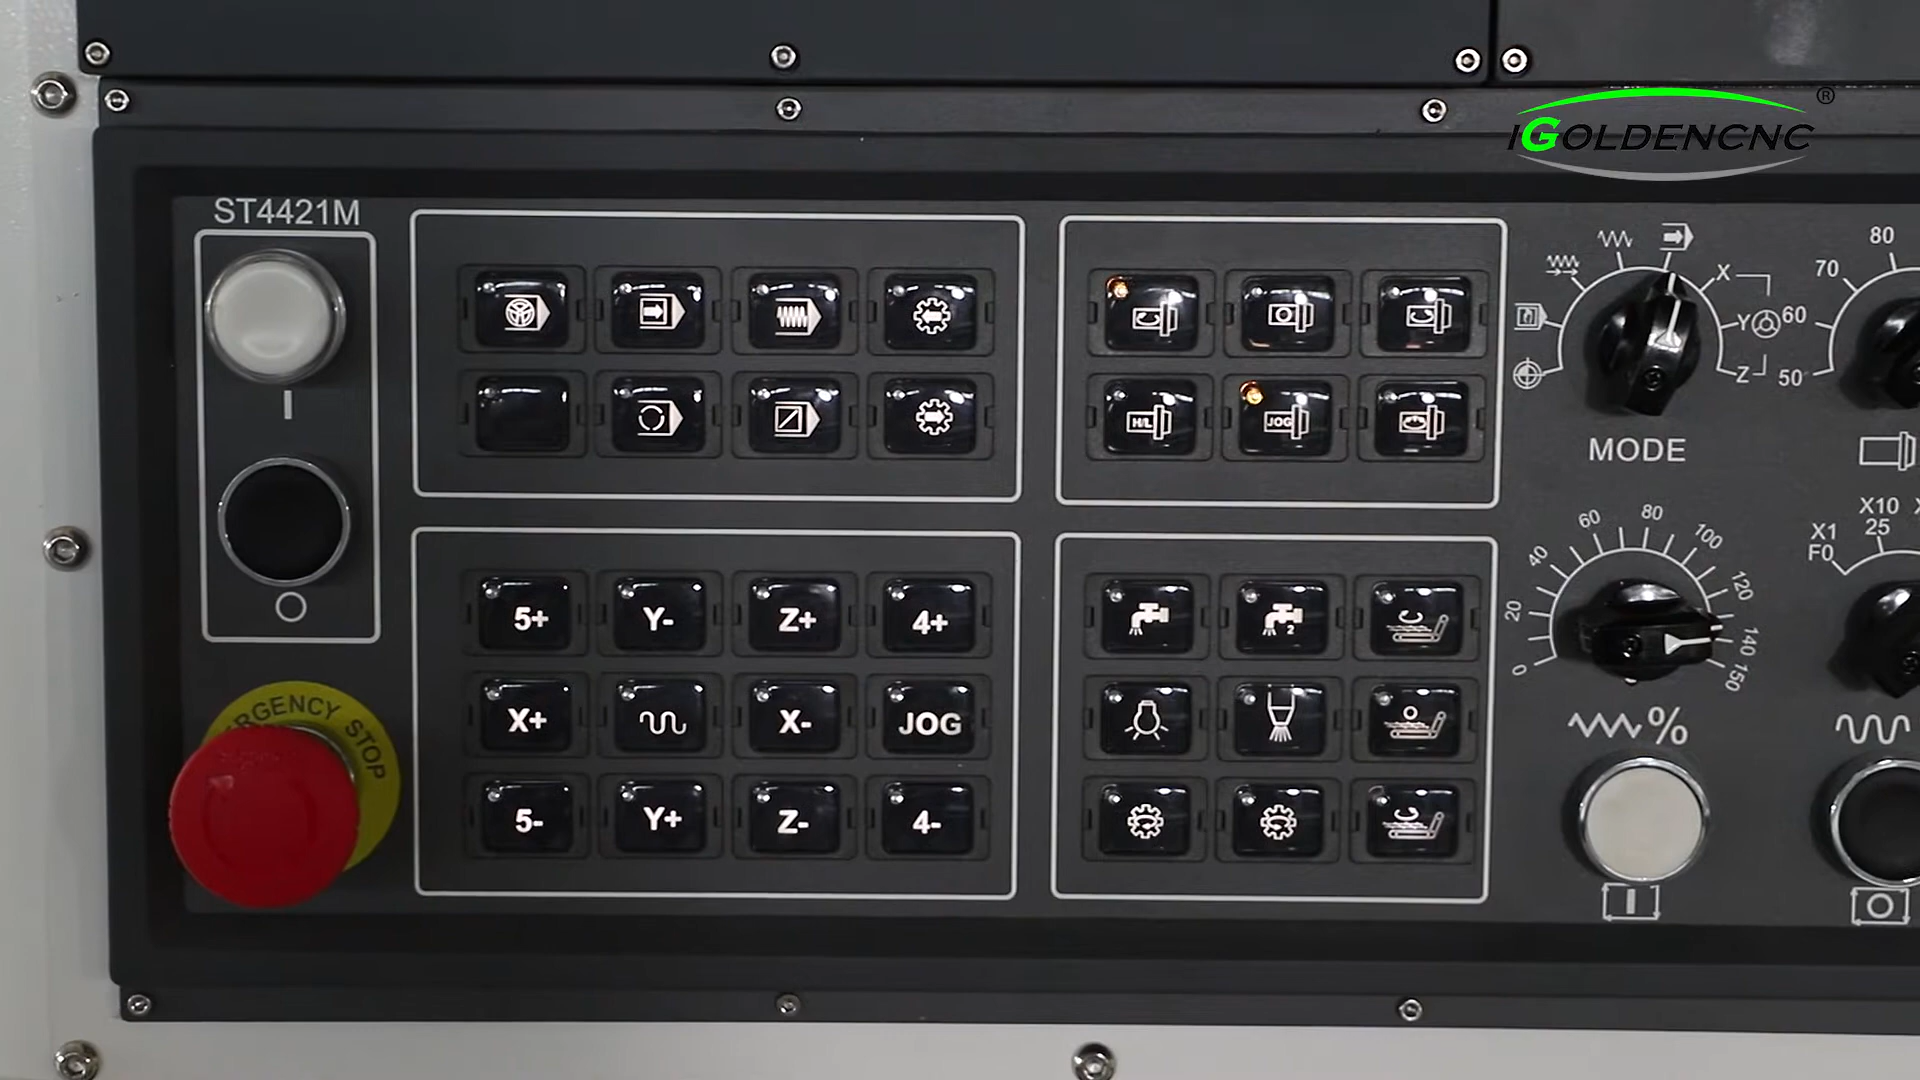 iGOLDENCNC®
ST4421M
EMERGENCY STOP
H/L JOG
5+ Y- Z+ 4+
X+ X- JOG
5- Y+ Z- 4-
2
C
C
X
Y
Z
MODE
50
60
70
80
0 20 40 60 80 100 120 140 150
%
X1
F0
X10
25